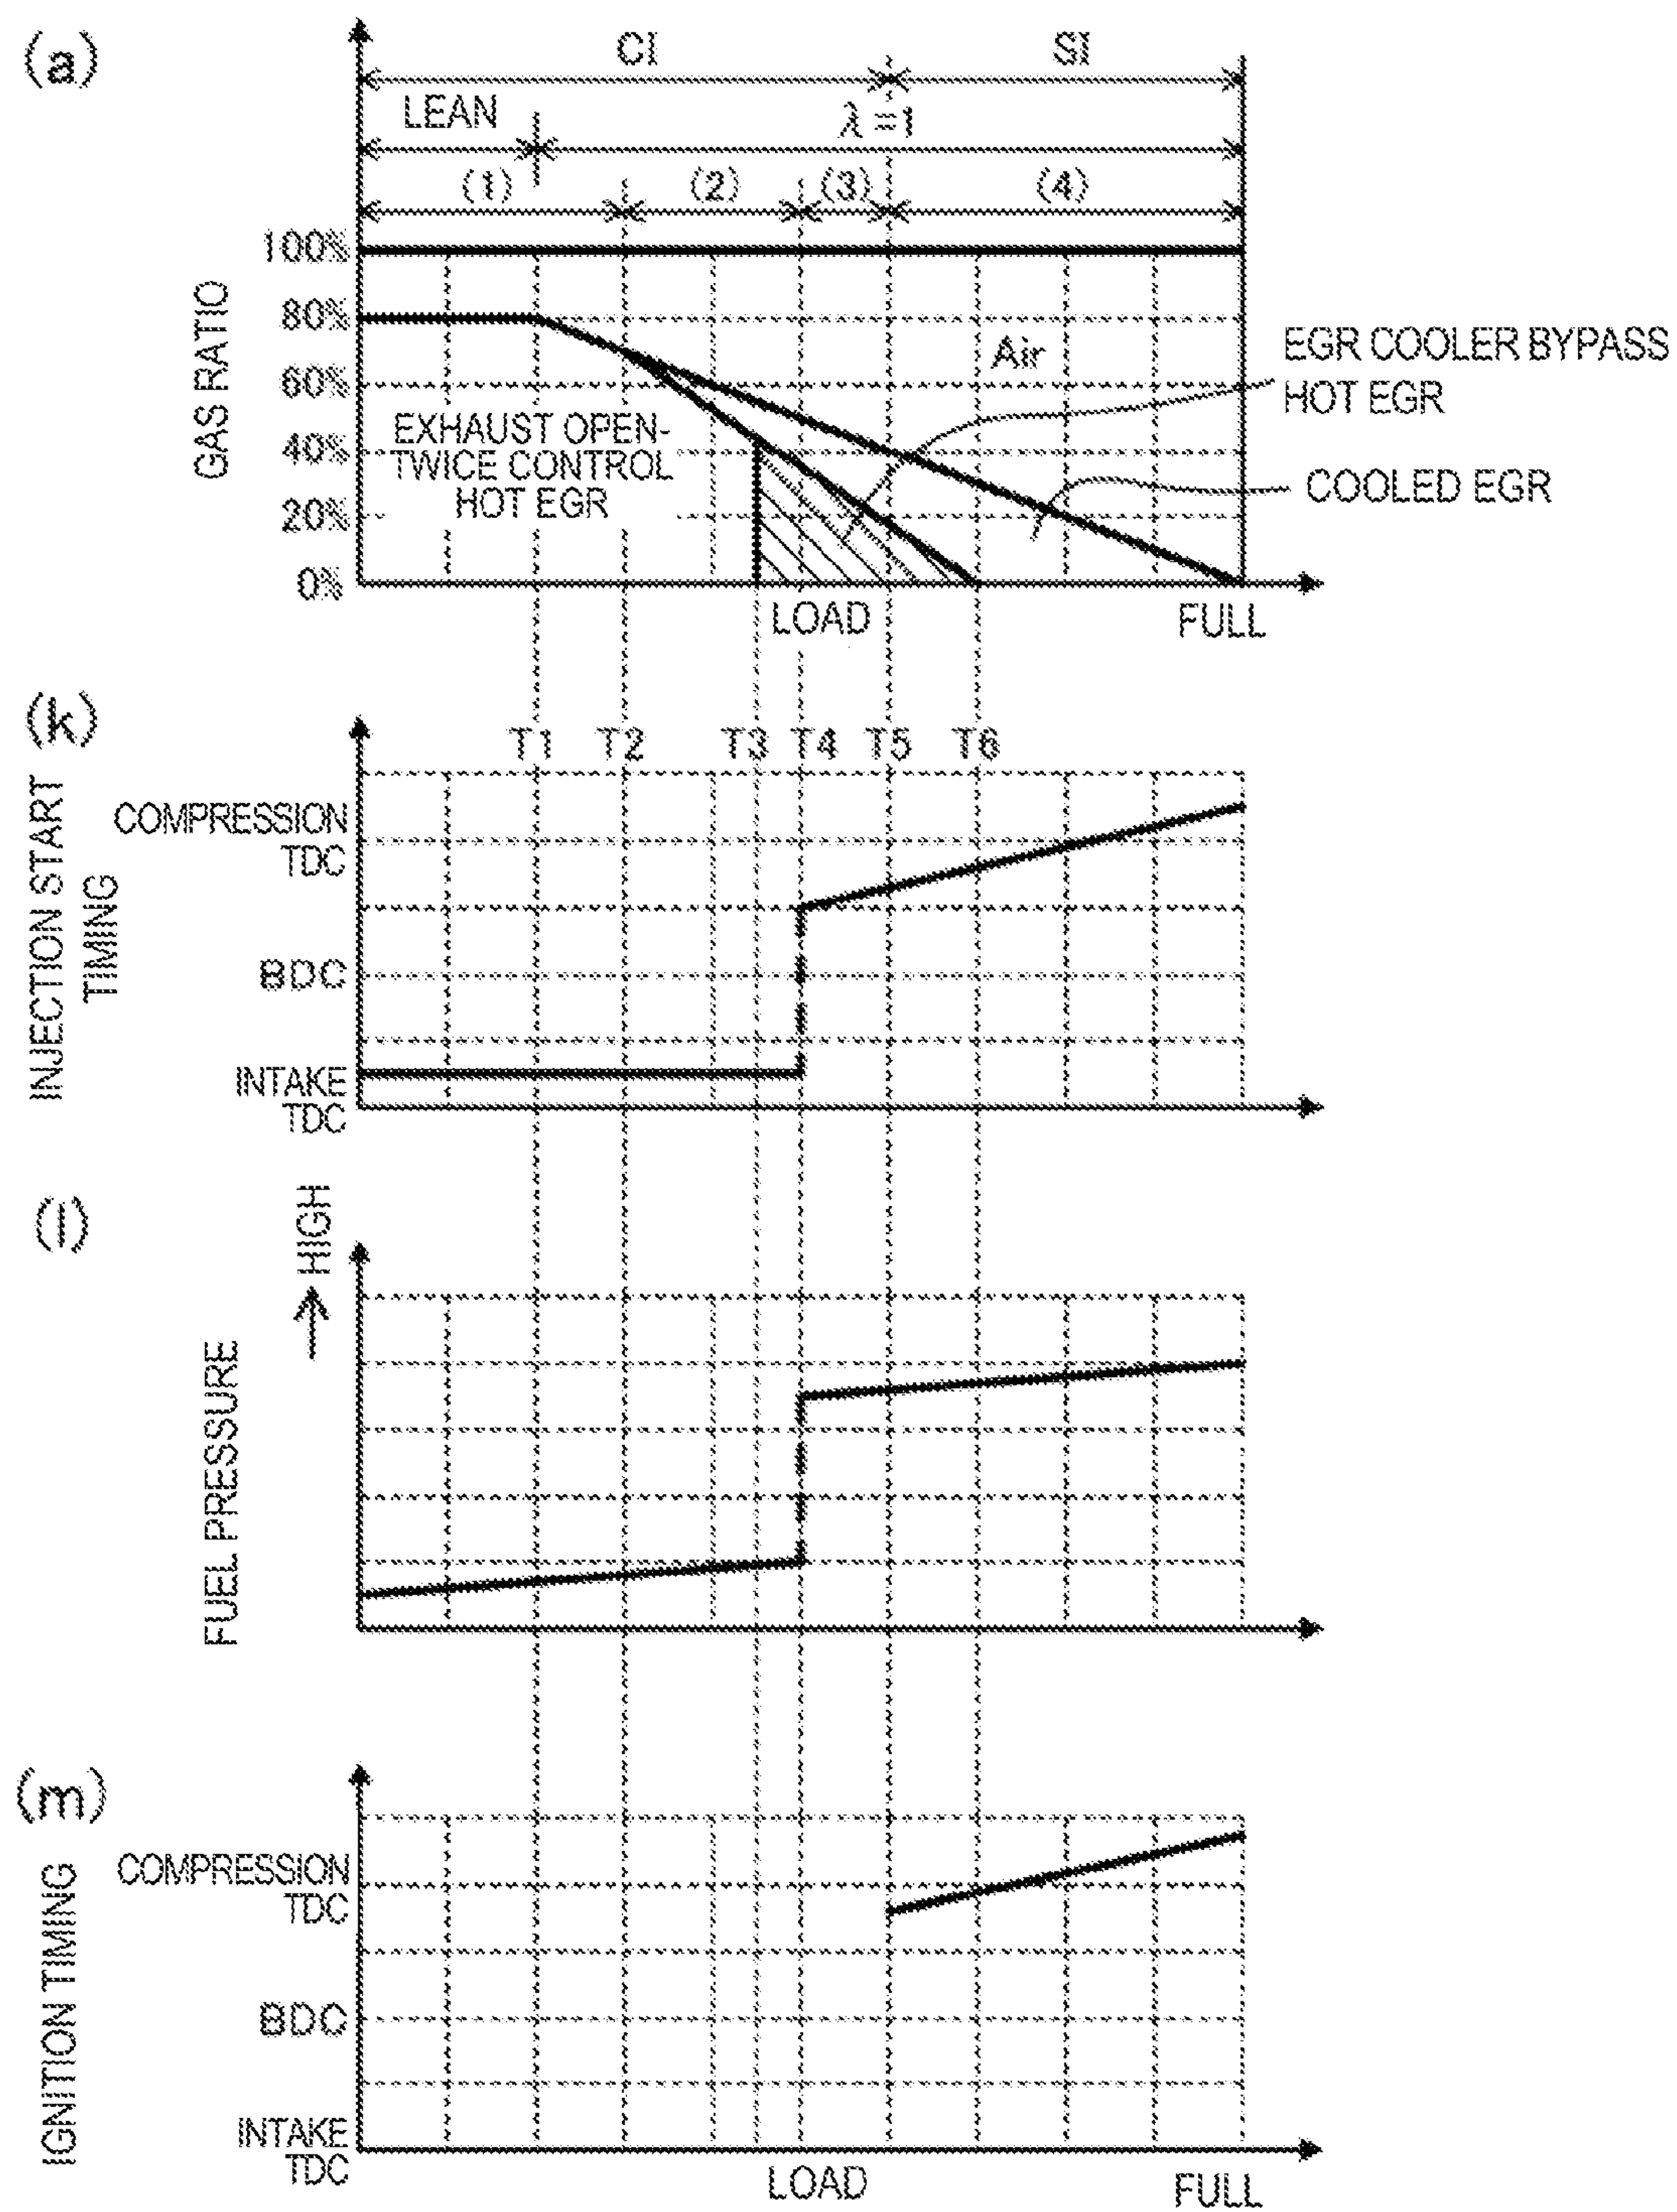 (a)
CI
SI
LEAN
λ=1
(1)
(2)
(3)
(4)
100%
80%
60%
40%
20%
0%
GAS RATIO
Air
EXHAUST OPEN-
TWICE CONTROL
HOT EGR
EGR COOLER BYPASS
HOT EGR
COOLED EGR
LOAD
FULL
(k)
T1
T2
T3
T4
T5
T6
INJECTION START
TIMING
COMPRESSION
TDC
BDC
INTAKE
TDC
(l)
HIGH
FUEL PRESSURE
(m)
IGNITION TIMING
COMPRESSION
TDC
BDC
INTAKE
TDC
LOAD
FULL